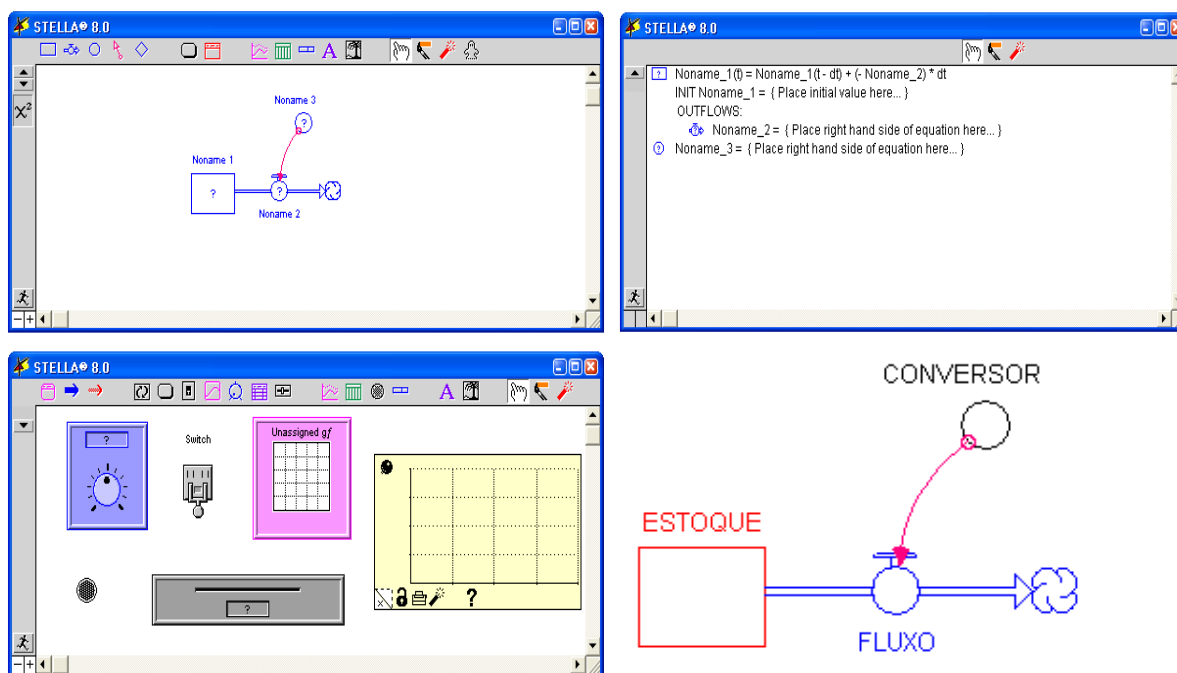 STELLA® 8.0
A
Noname 3
Noname 1
?
?
?
Noname 2
X²
STELLA® 8.0
? Noname_1(t) = Noname_1(t - dt) + (- Noname_2) * dt
INIT Noname_1 = { Place initial value here... }
OUTFLOWS:
? Noname_2 = { Place right hand side of equation here... }
? Noname_3 = { Place right hand side of equation here... }
STELLA® 8.0
A
?
Switch
Unassigned gf
?
?
CONVERSOR
ESTOQUE
FLUXO